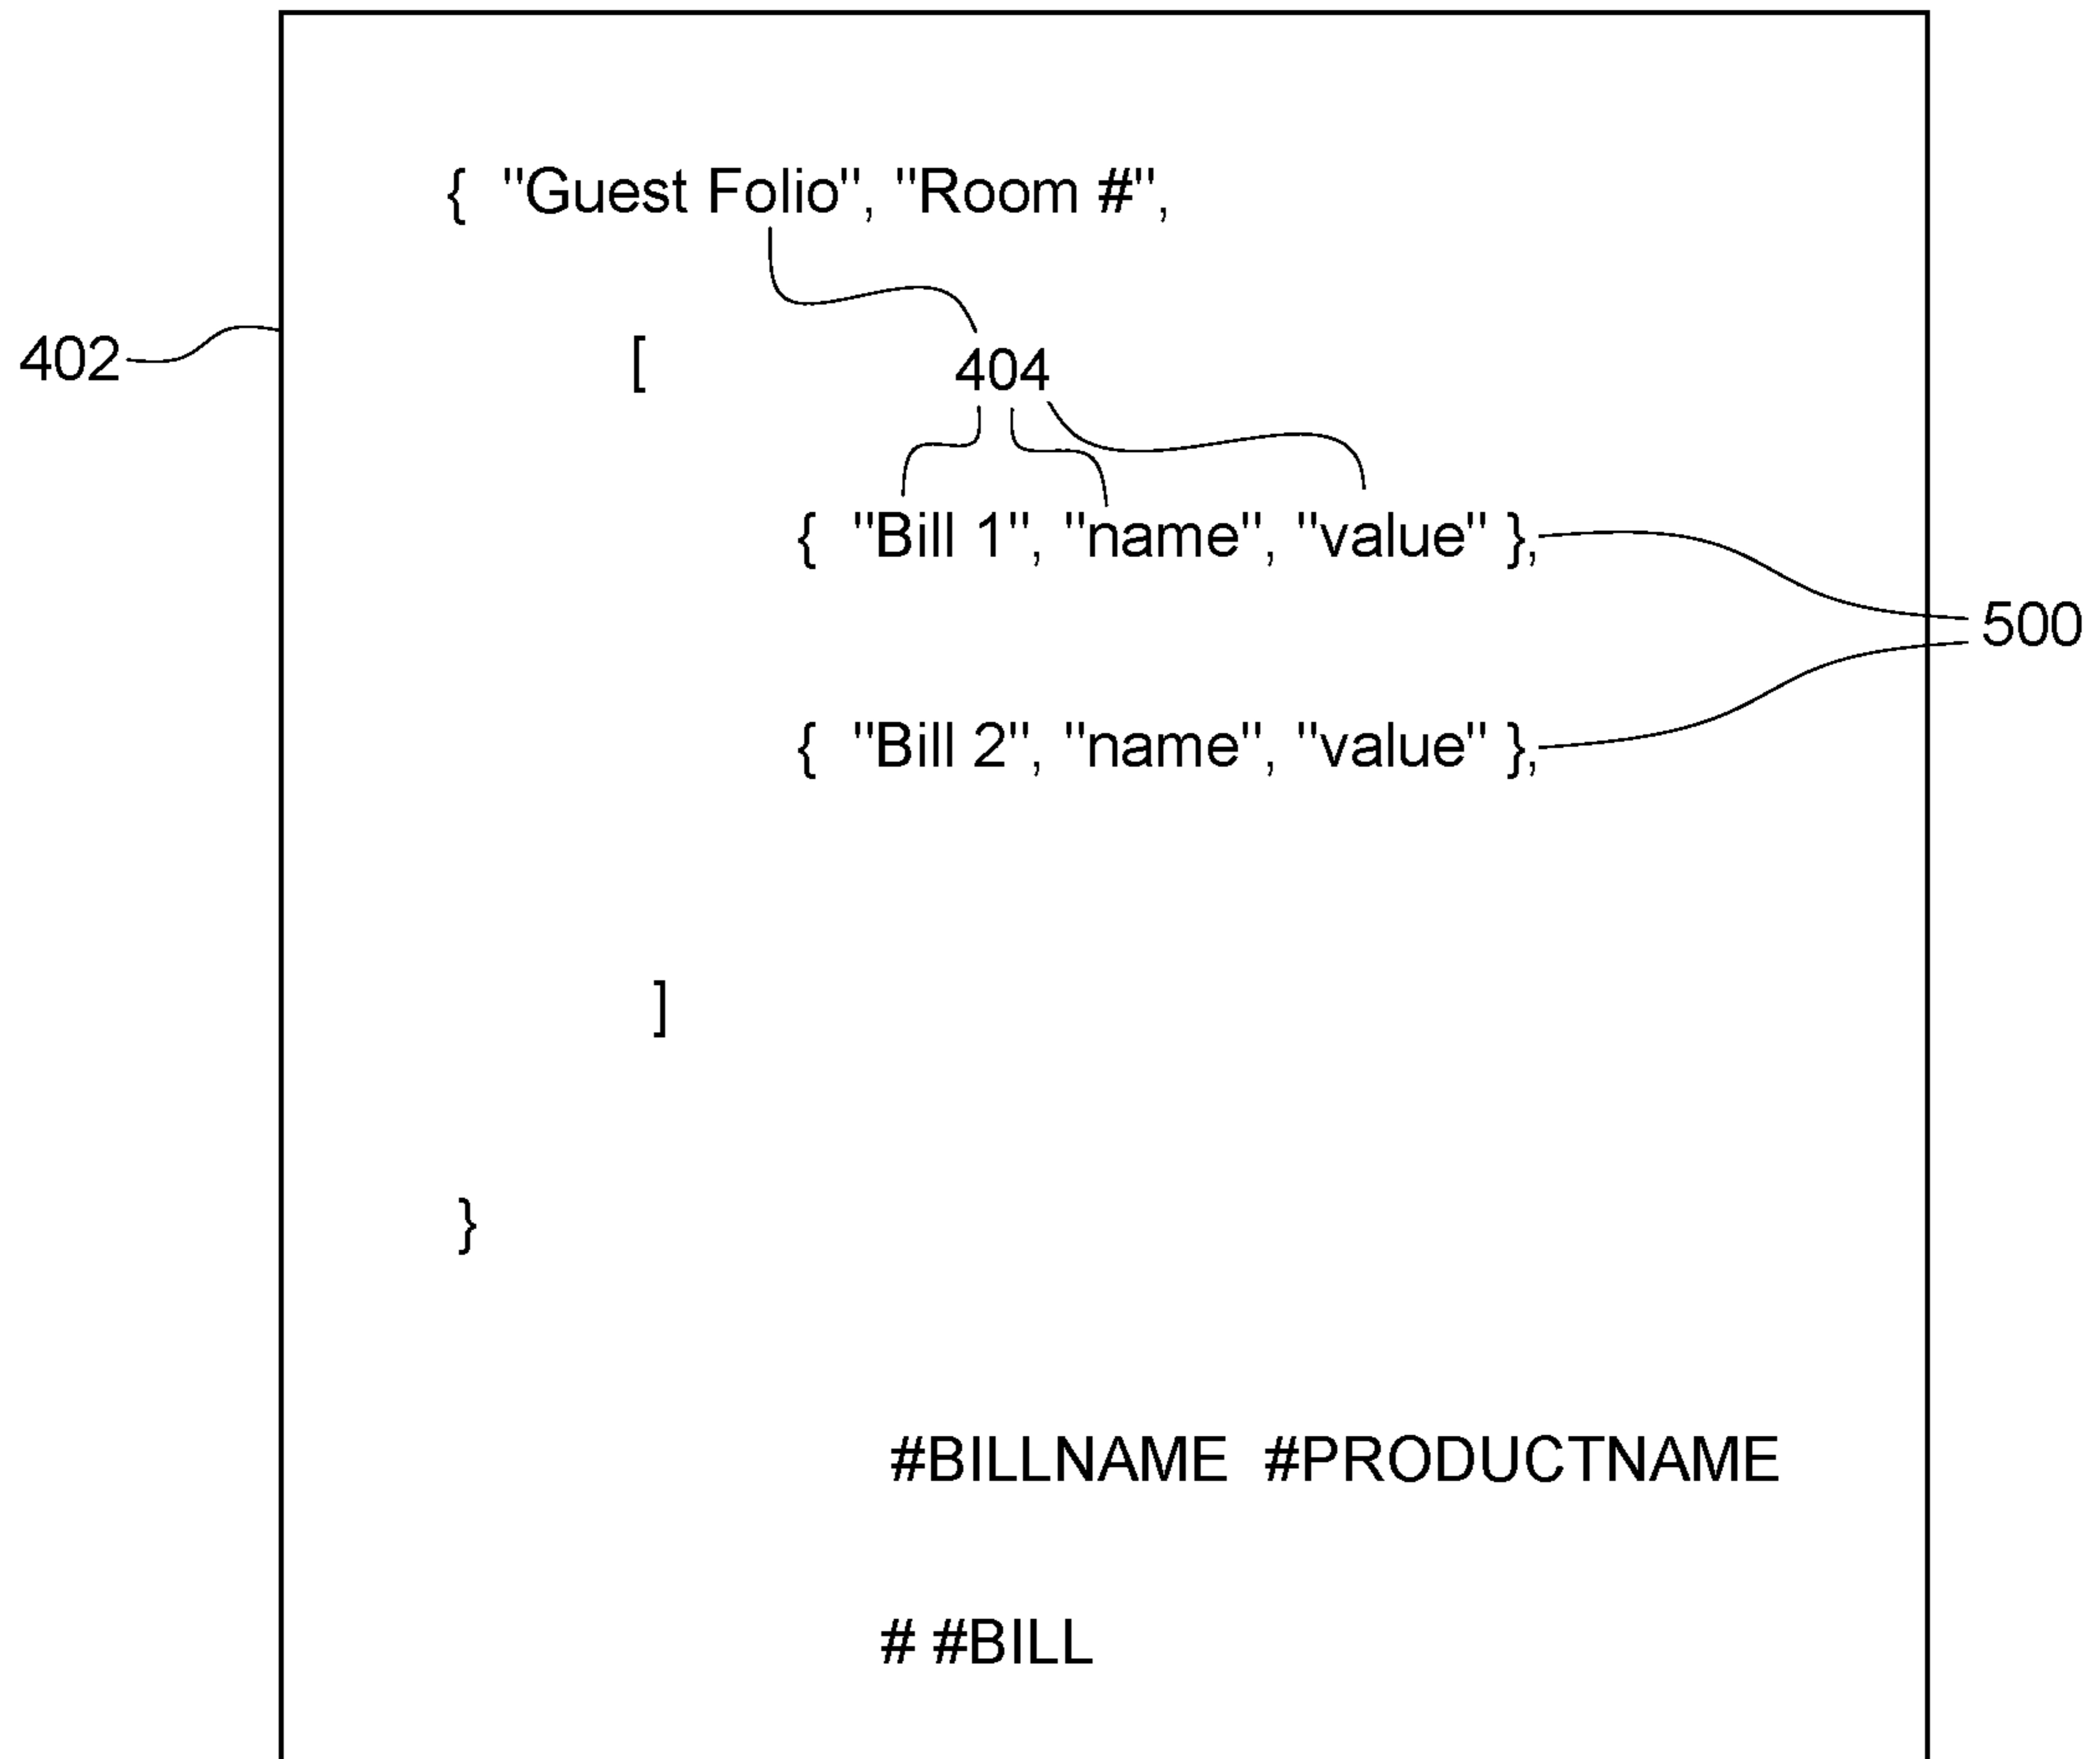 { "Guest Folio", "Room #",
402 [ 404
{ "Bill 1", "name", "value" },
500
{ "Bill 2", "name", "value" },
]
}
#BILLNAME #PRODUCTNAME
# #BILL